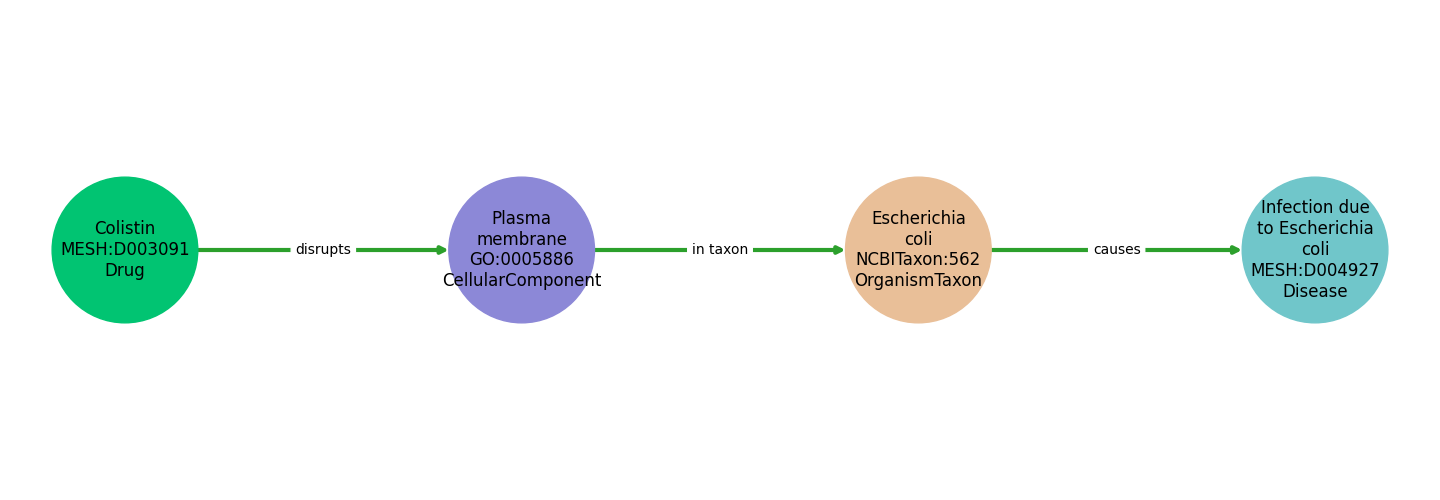 Colistin
MESH:D003091
Drug
disrupts
Plasma
membrane
GO:0005886
CellularComponent
in taxon
Escherichia
coli
NCBITaxon:562
OrganismTaxon
causes
Infection due
to Escherichia
coli
MESH:D004927
Disease